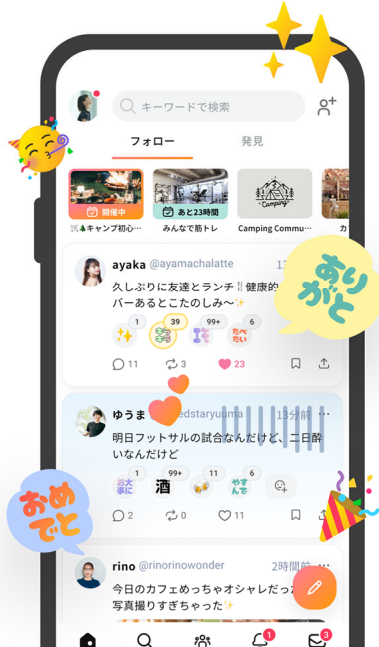 キーワードで検索
フォロー
発見
開催中
あと23時間
Camping
キャンプ初心…
みんなで筋トレ
Camping Commu…
カ
ayaka @ayamachalatte
久しぶりに友達とランチ🍴健康的
バーあるとこたのしみ〜✨
ありがと
1
39
99+
6
エモ
たべ
たい
11
3
23
ゆうま
edstaryuuma
13分前 …
明日フットサルの試合なんだけど、二日酔
いなんだけど
1
99+
11
6
お大
事に
酒
やす
んで
2
0
11
おめ
でと
rino @rinorinowonder
2時間前 …
今日のカフェめっちゃオシャレだっ
写真撮りすぎちゃった✨
1
3